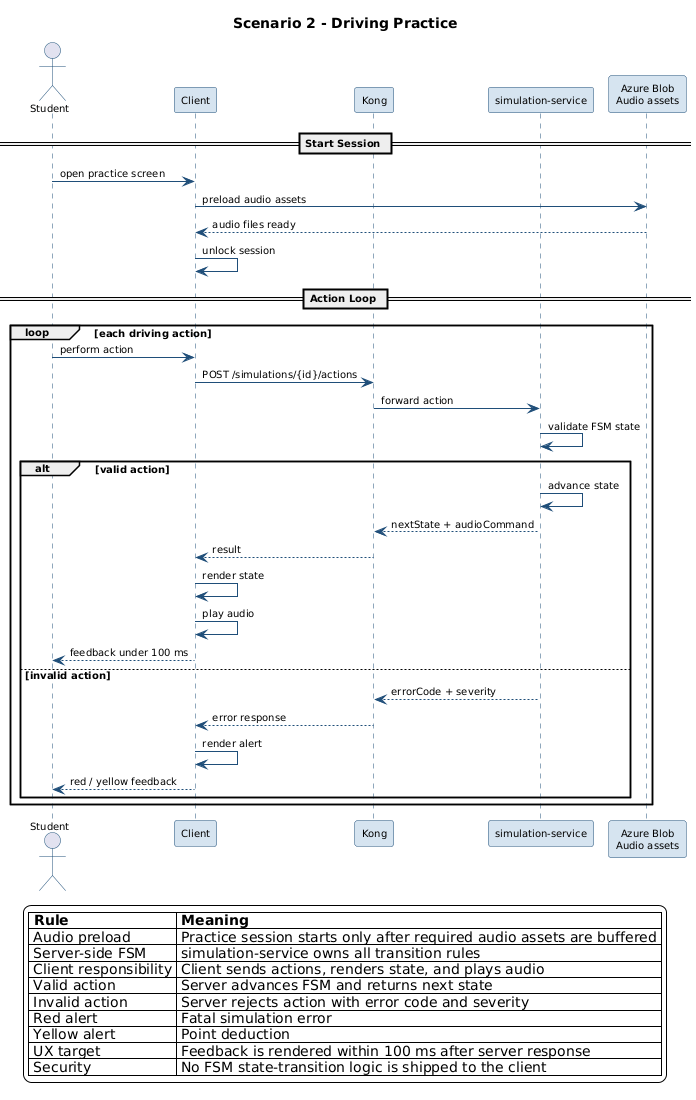 Scenario 2 - Driving Practice
Student
Client
Kong
simulation-service
Azure Blob
Audio assets
Start Session
open practice screen
preload audio assets
audio files ready
unlock session
Action Loop
loop [each driving action]
perform action
POST /simulations/{id}/actions
forward action
validate FSM state
alt [valid action]
advance state
nextState + audioCommand
result
render state
play audio
feedback under 100 ms
[invalid action]
errorCode + severity
error response
render alert
red / yellow feedback
Student
Client
Kong
simulation-service
Azure Blob
Audio assets
Rule Meaning
Audio preload Practice session starts only after required audio assets are buffered
Server-side FSM simulation-service owns all transition rules
Client responsibility Client sends actions, renders state, and plays audio
Valid action Server advances FSM and returns next state
Invalid action Server rejects action with error code and severity
Red alert Fatal simulation error
Yellow alert Point deduction
UX target Feedback is rendered within 100 ms after server response
Security No FSM state-transition logic is shipped to the client